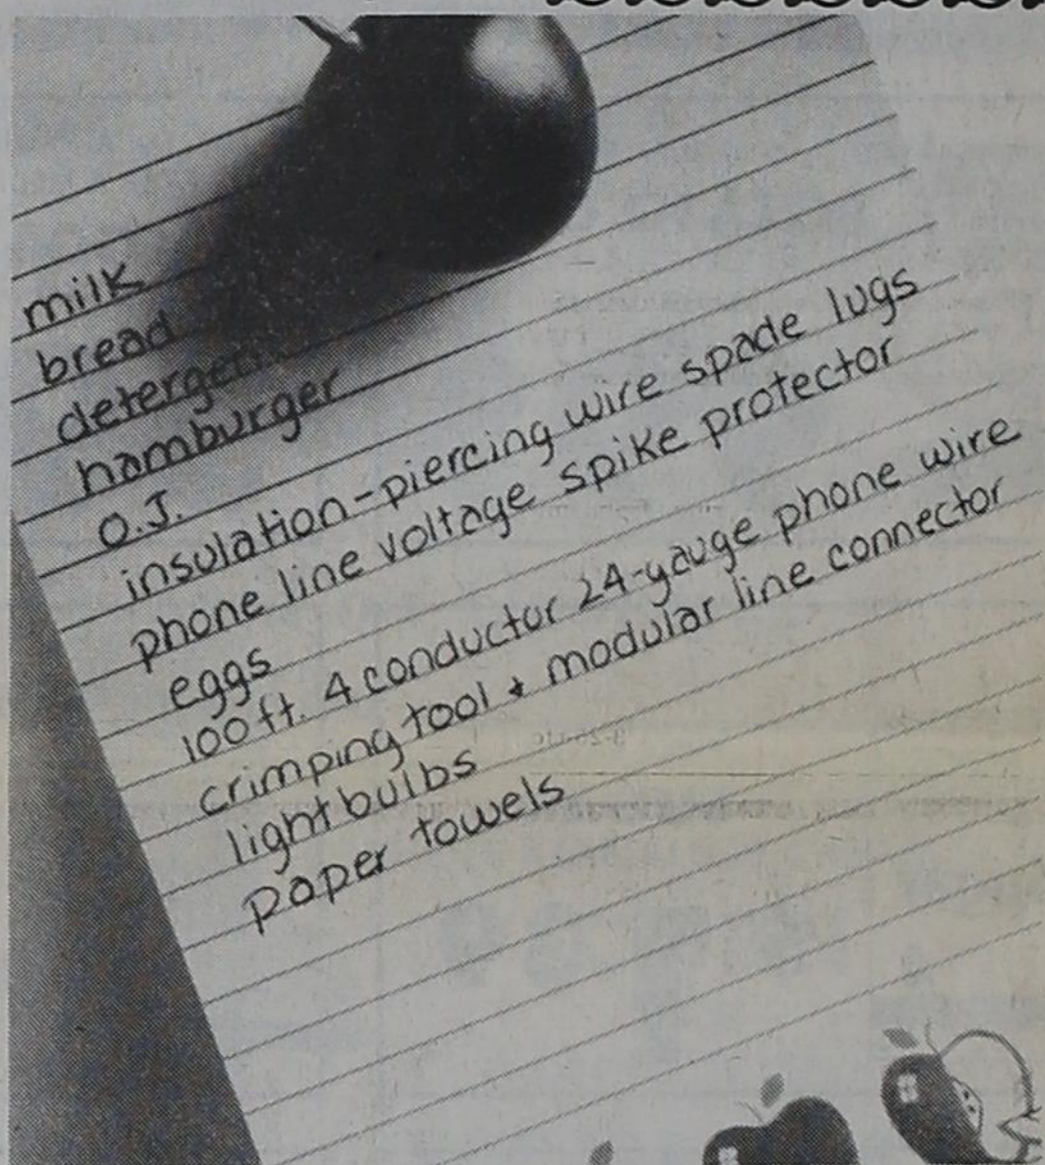 milk
bread
hamburger
O.J.
insulation-piercing wire spade lugs
phone line voltage spike protector
eggs
100 ft. 4 conductor 24-gauge phone wire
crimping tool + modular line connector
light bulbs
paper towels